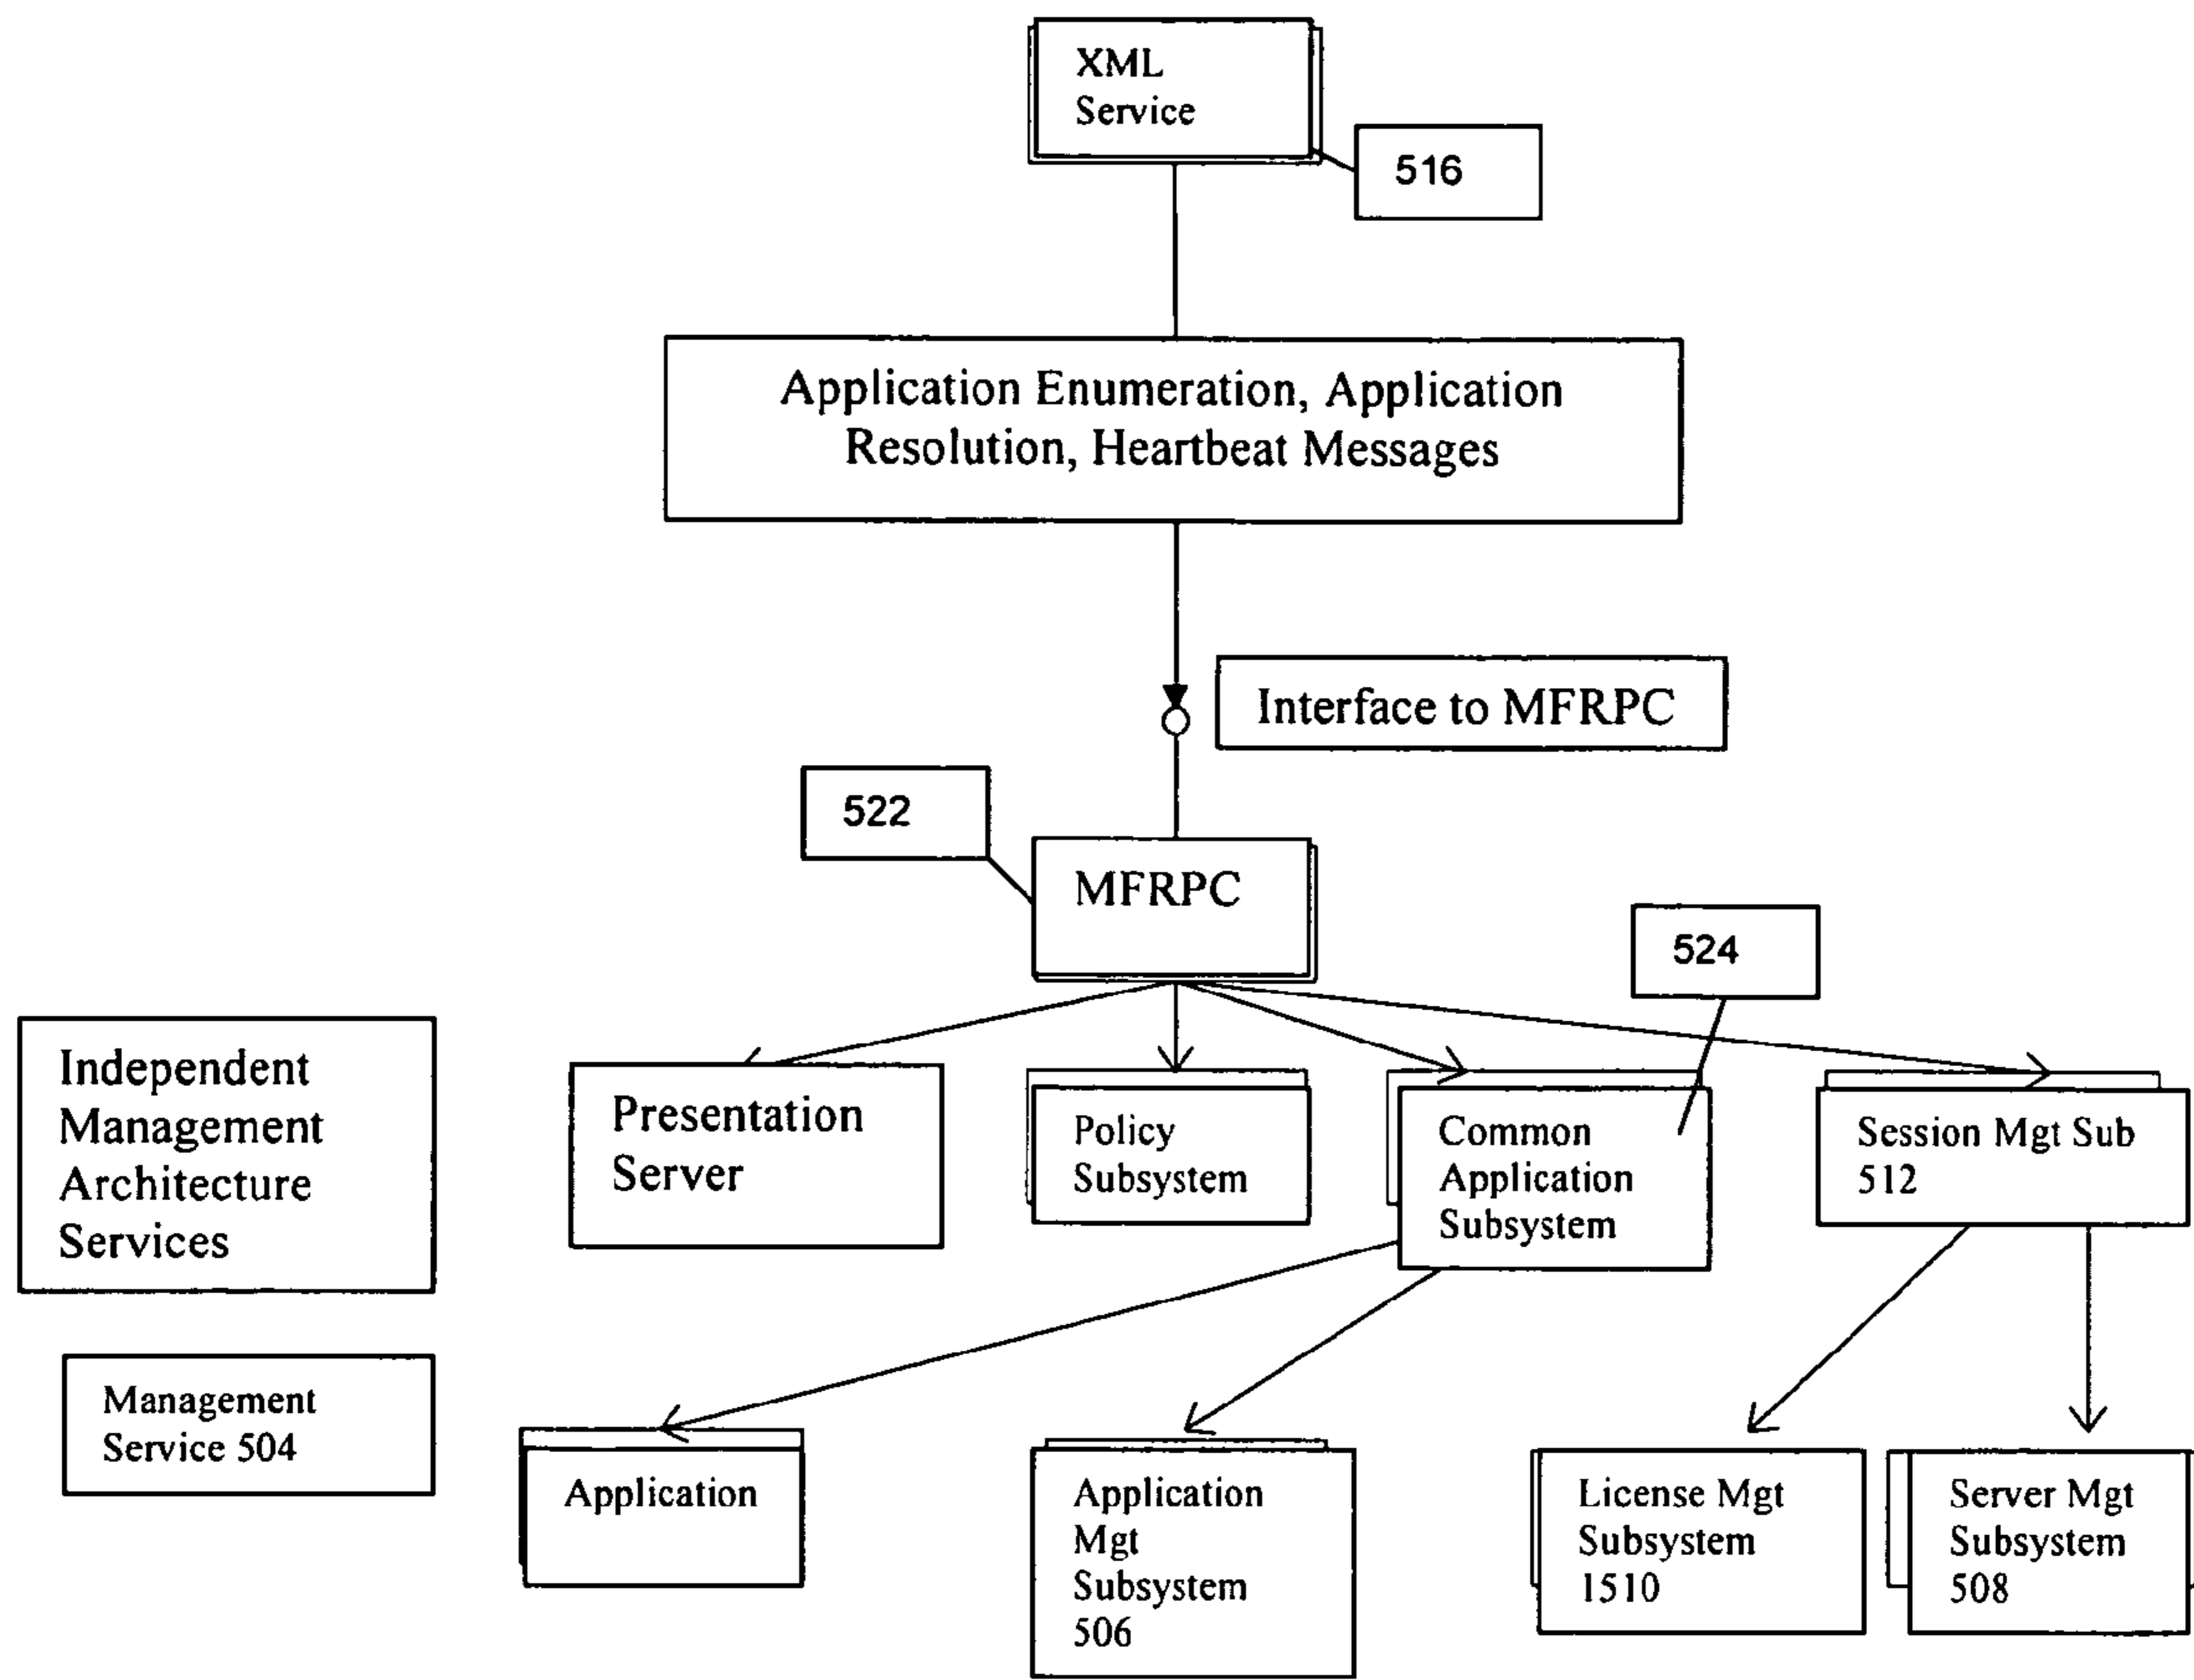 XML
Service
516
Application Enumeration, Application
Resolution, Heartbeat Messages
Interface to MFRPC
522
MFRPC
524
Independent
Management
Architecture
Services
Presentation
Server
Policy
Subsystem
Common
Application
Subsystem
Session Mgt Sub
512
Management
Service 504
Application
Application
Mgt
Subsystem
506
License Mgt
Subsystem
1510
Server Mgt
Subsystem
508